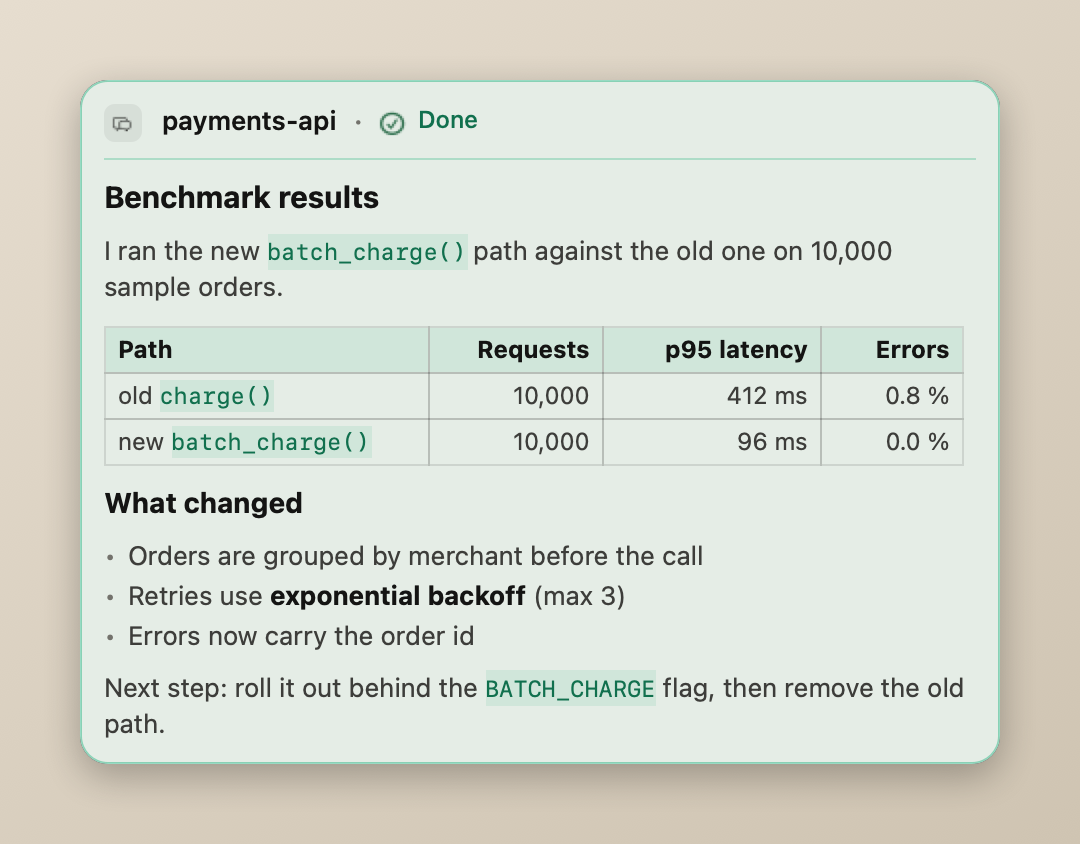 payments-api · Done
Benchmark results
I ran the new batch_charge() path against the old one on 10,000
sample orders.
Path Requests p95 latency Errors
old charge() 10,000 412 ms 0.8 %
new batch_charge() 10,000 96 ms 0.0 %
What changed
• Orders are grouped by merchant before the call
• Retries use exponential backoff (max 3)
• Errors now carry the order id
Next step: roll it out behind the BATCH_CHARGE flag, then remove the old
path.